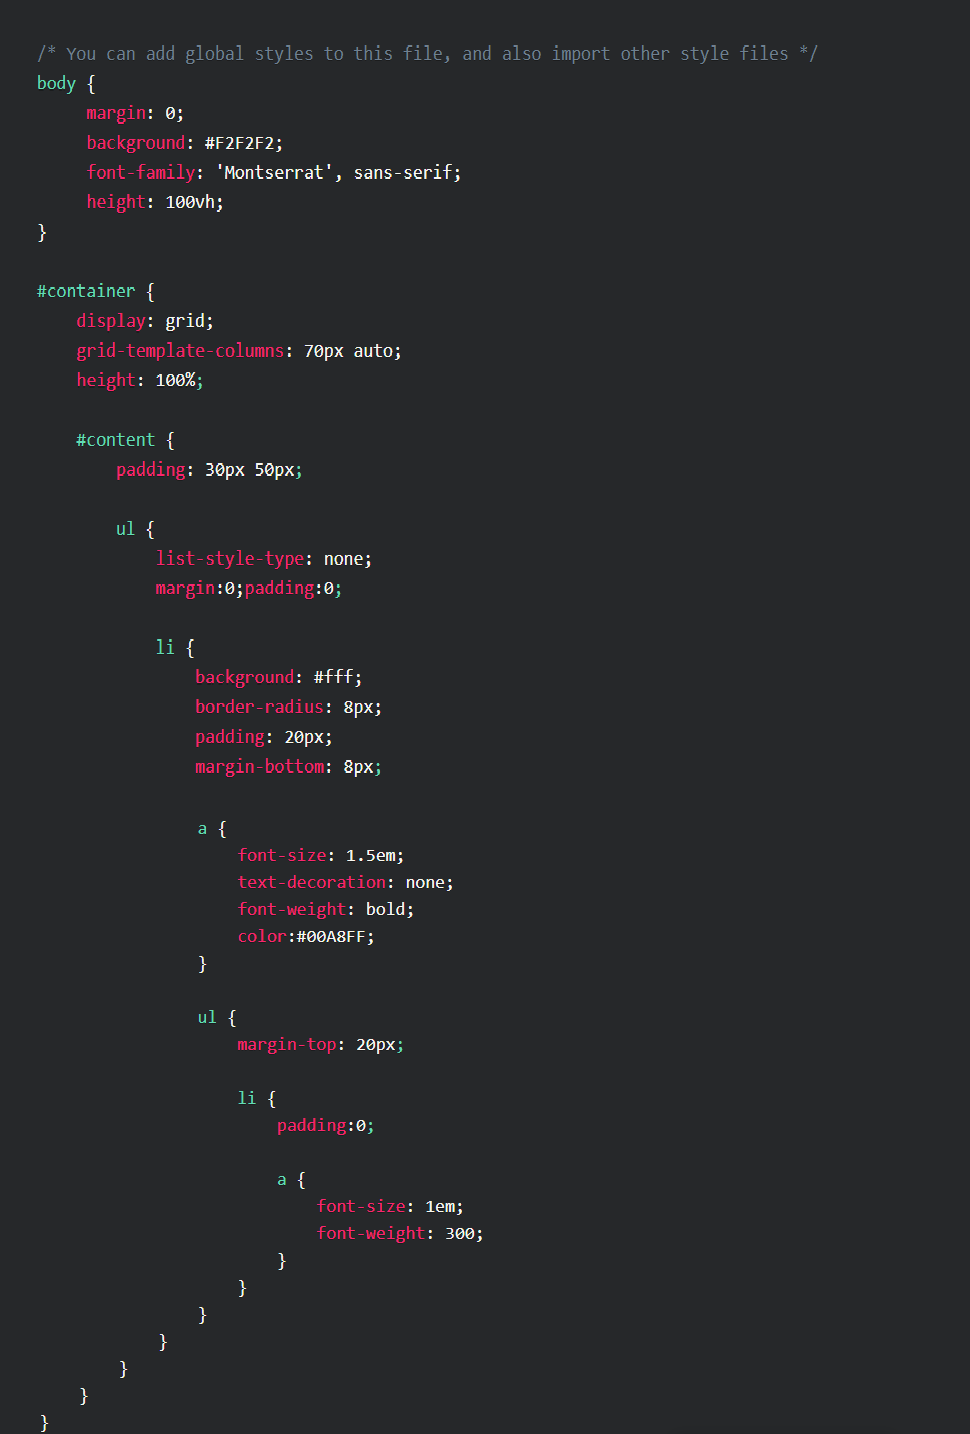 /* You can add global styles to this file, and also import other style files */
body {
     margin: 0;
     background: #F2F2F2;
     font-family: 'Montserrat', sans-serif;
     height: 100vh;
}

#container {
    display: grid;
    grid-template-columns: 70px auto;
    height: 100%;

    #content {
        padding: 30px 50px;

        ul {
            list-style-type: none;
            margin:0;padding:0;

            li {
                background: #fff;
                border-radius: 8px;
                padding: 20px;
                margin-bottom: 8px;

                a {
                    font-size: 1.5em;
                    text-decoration: none;
                    font-weight: bold;
                    color:#00A8FF;
                }

                ul {
                    margin-top: 20px;

                    li {
                        padding:0;

                        a {
                            font-size: 1em;
                            font-weight: 300;
                        }
                    }
                }
            }
        }
    }
}